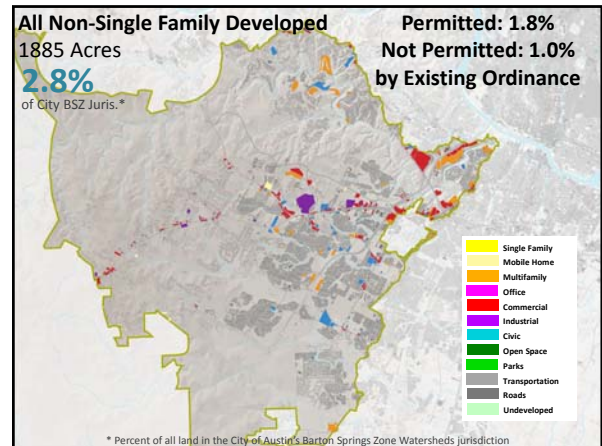 All Non-Single Family Developed
1885 Acres
2.8%
of City BSZ Juris.*
Permitted: 1.8%
Not Permitted: 1.0%
by Existing Ordinance
Single Family
Mobile Home
Multifamily
Office
Commercial
Industrial
Civic
Open Space
Parks
Transportation
Roads
Undeveloped
* Percent of all land in the City of Austin's Barton Springs Zone Watersheds jurisdiction